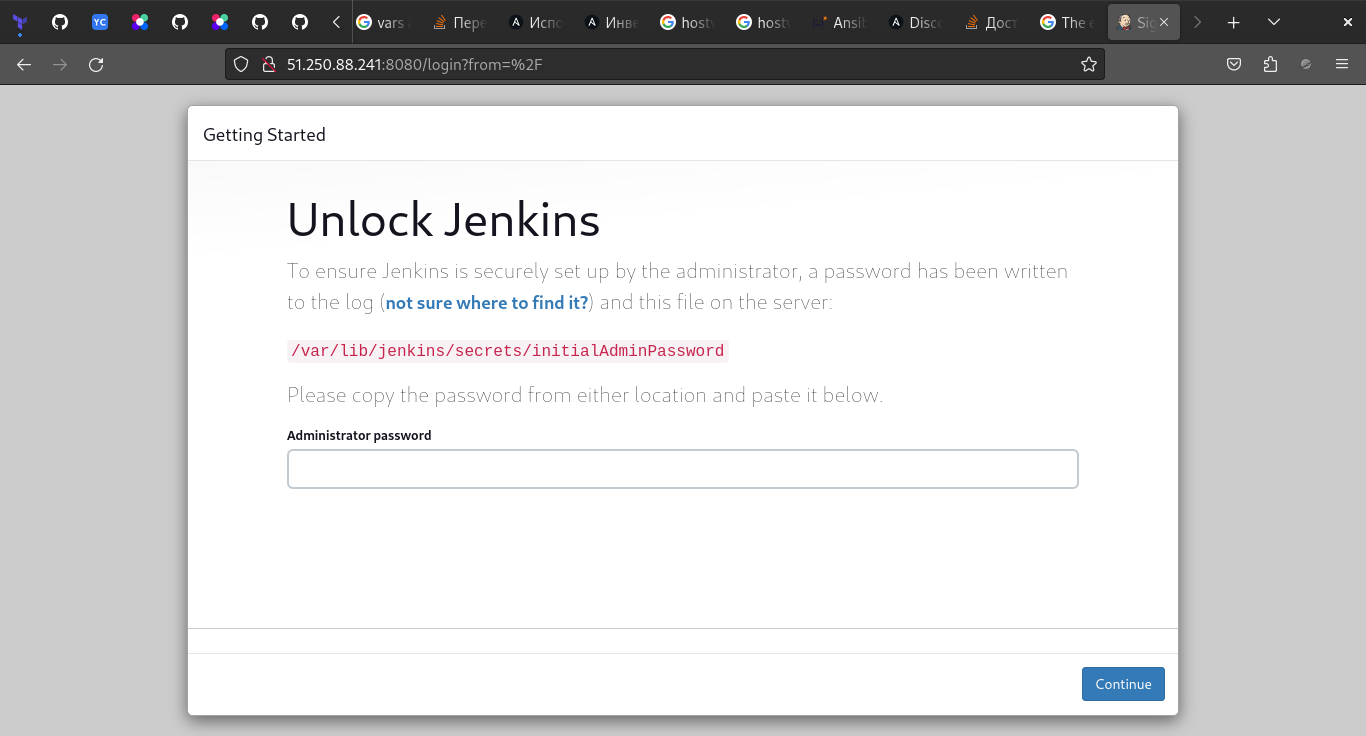 YC
vars
Пере
Испо
Инве
hostv
hostv
Ansib
Disco
Дост
The e
Sig
51.250.88.241:8080/login?from=%2F
Getting Started
Unlock Jenkins
To ensure Jenkins is securely set up by the administrator, a password has been written
to the log (not sure where to find it?) and this file on the server:
/var/lib/jenkins/secrets/initialAdminPassword
Please copy the password from either location and paste it below.
Administrator password
Continue